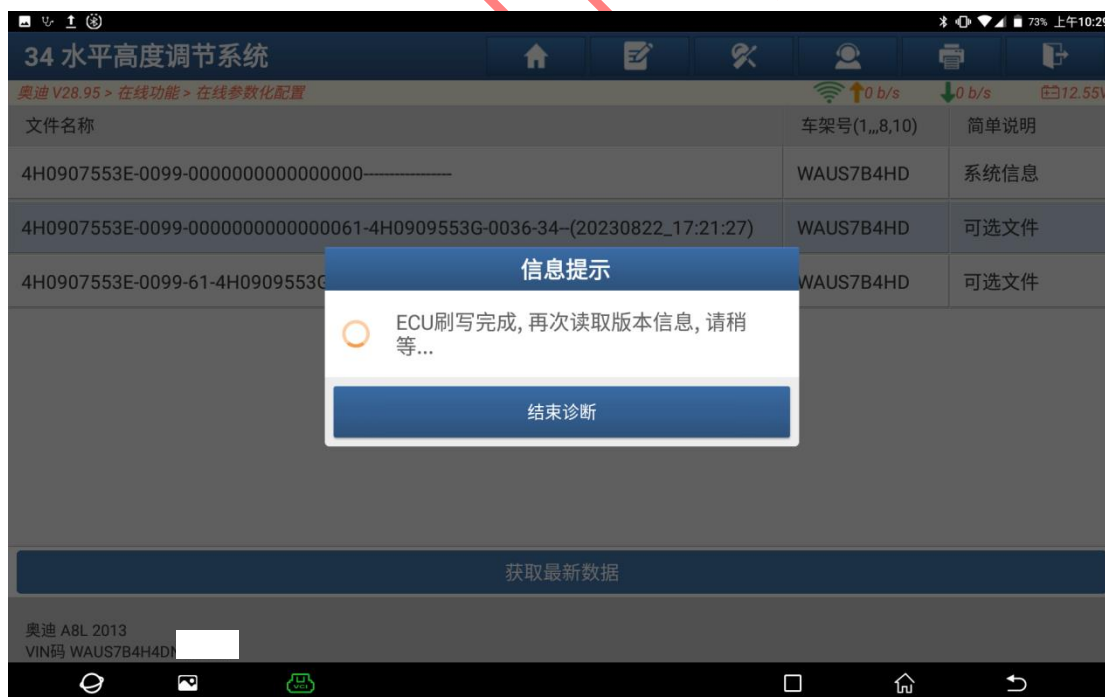 73% 上午10:29
34 水平高度调节系统
奥迪 V28.95 > 在线功能 > 在线参数化配置
0 b/s 0 b/s 12.55V
文件名称 车架号(1,,,8,10) 简单说明
4H0907553E-0099-0000000000000000---------------- WAUS7B4HD 系统信息
4H0907553E-0099-0000000000000061-4H0909553G-0036-34--(20230822_17:21:27) WAUS7B4HD 可选文件
4H0907553E-0099-61-4H0909553G WAUS7B4HD 可选文件
信息提示
ECU刷写完成, 再次读取版本信息, 请稍
等...
结束诊断
获取最新数据
奥迪 A8L 2013
VIN码 WAUS7B4H4DN
VCI